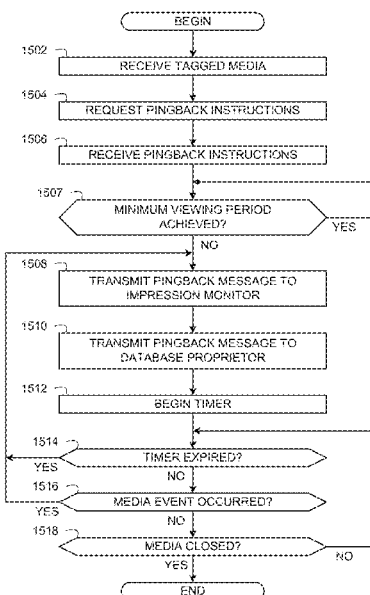 BEGIN
1502
RECEIVE TAGGED MEDIA
1504
REQUEST PINGBACK INSTRUCTIONS
1506
RECEIVE PINGBACK INSTRUCTIONS
1507
MINIMUM VIEWING PERIOD
ACHIEVED?
YES
NO
1508
TRANSMIT PINGBACK MESSAGE TO
IMPRESSION MONITOR
1510
TRANSMIT PINGBACK MESSAGE TO
DATABASE PROPRIETOR
1512
BEGIN TIMER
1514
TIMER EXPIRED?
YES
NO
1516
MEDIA EVENT OCCURRED?
YES
NO
1518
MEDIA CLOSED?
NO
YES
END